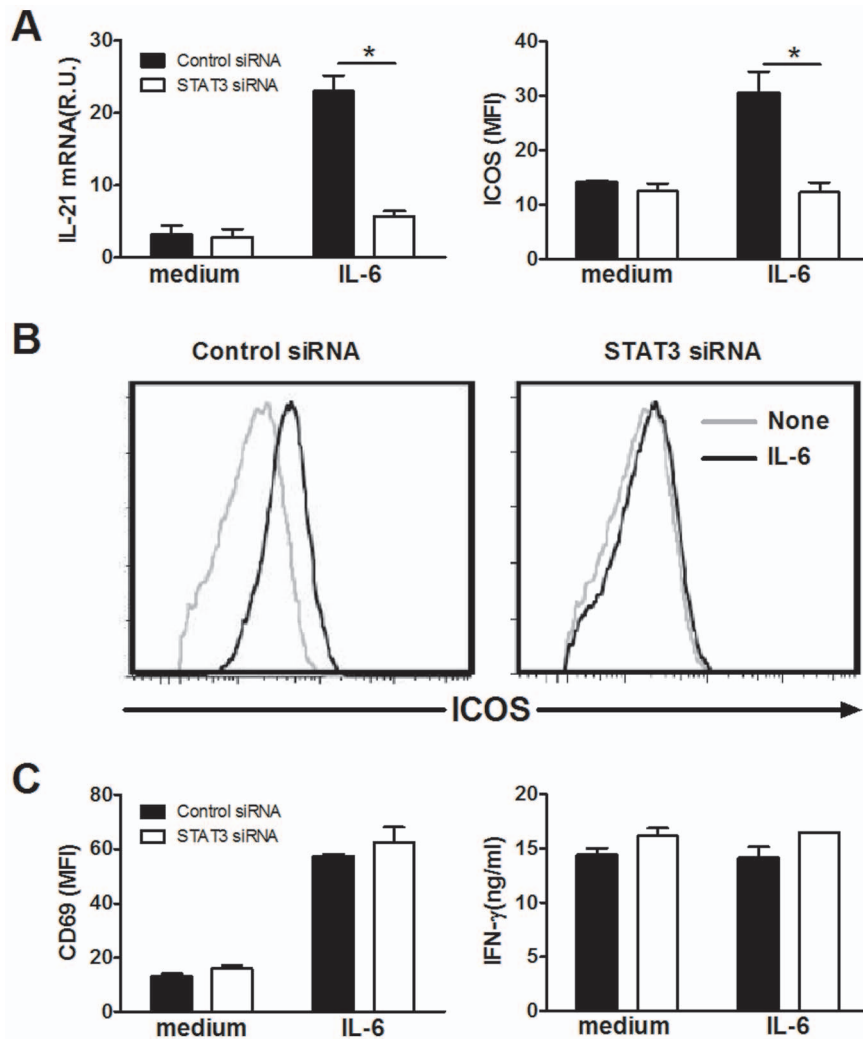 A
IL-21 mRNA(R.U.)
30
20
10
0
Control siRNA
STAT3 siRNA
*
medium
IL-6
ICOS (MFI)
40
30
20
10
0
*
medium
IL-6
B
Control siRNA
STAT3 siRNA
None
IL-6
ICOS
C
CD69 (MFI)
80
60
40
20
0
Control siRNA
STAT3 siRNA
medium
IL-6
IFN-γ(ng/ml)
20
15
10
5
0
medium
IL-6